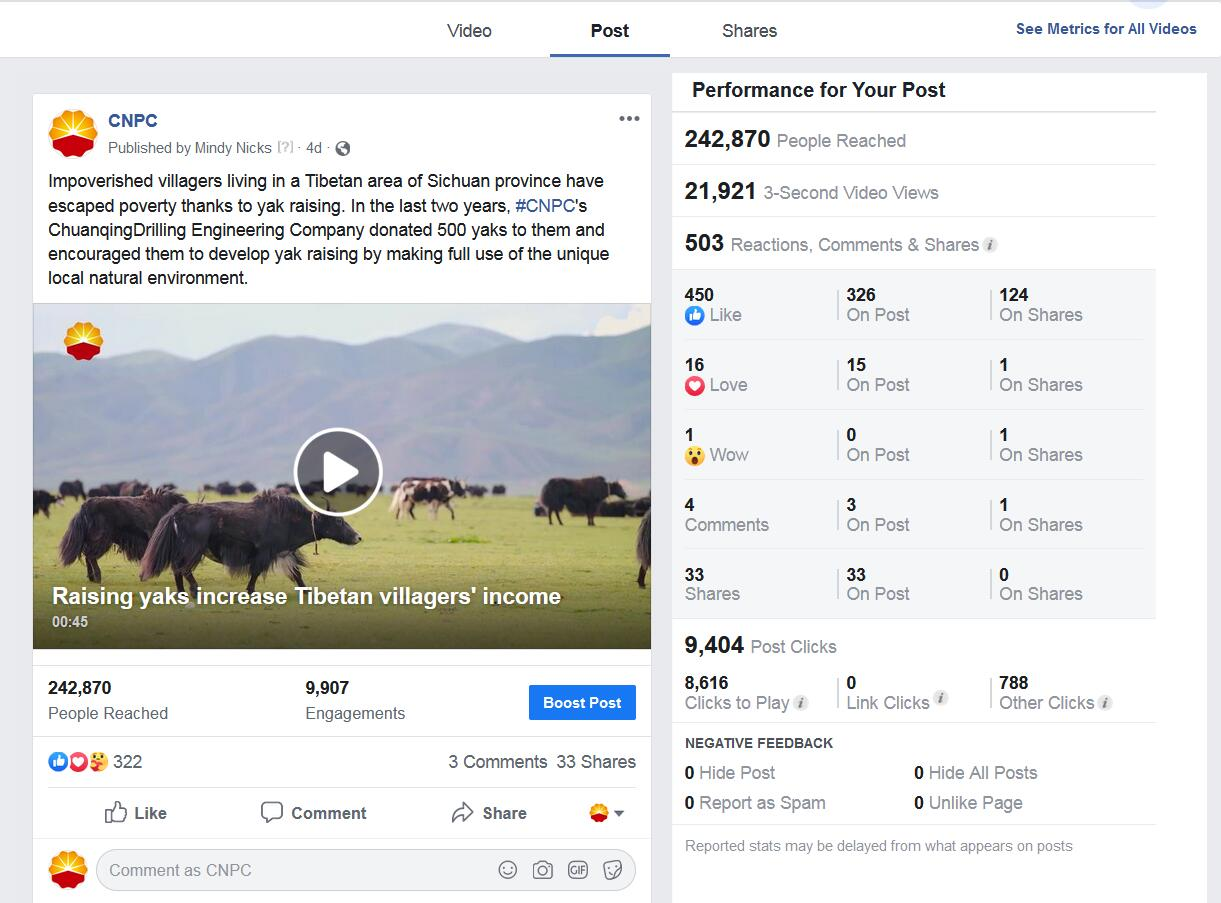 Video
Post
Shares
See Metrics for All Videos
CNPC
Published by Mindy Nicks [?] · 4d ·
Impoverished villagers living in a Tibetan area of Sichuan province have
escaped poverty thanks to yak raising. In the last two years, #CNPC's
ChuanqingDrilling Engineering Company donated 500 yaks to them and
encouraged them to develop yak raising by making full use of the unique
local natural environment.
Raising yaks increase Tibetan villagers' income
00:45
242,870
People Reached
9,907
Engagements
Boost Post
322
3 Comments 33 Shares
Like
Comment
Share
Comment as CNPC
GIF
Performance for Your Post
242,870 People Reached
21,921 3-Second Video Views
503 Reactions, Comments & Shares
450
Like
326
On Post
124
On Shares
16
Love
15
On Post
1
On Shares
1
Wow
0
On Post
1
On Shares
4
Comments
3
On Post
1
On Shares
33
Shares
33
On Post
0
On Shares
9,404 Post Clicks
8,616
Clicks to Play
0
Link Clicks
788
Other Clicks
NEGATIVE FEEDBACK
0 Hide Post
0 Hide All Posts
0 Report as Spam
0 Unlike Page
Reported stats may be delayed from what appears on posts